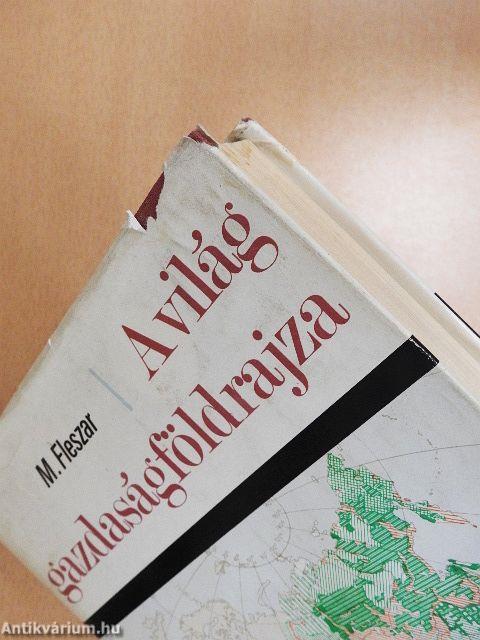 M. Fleszar
A világ
gazdaságföldrajza
Antikvárium.hu